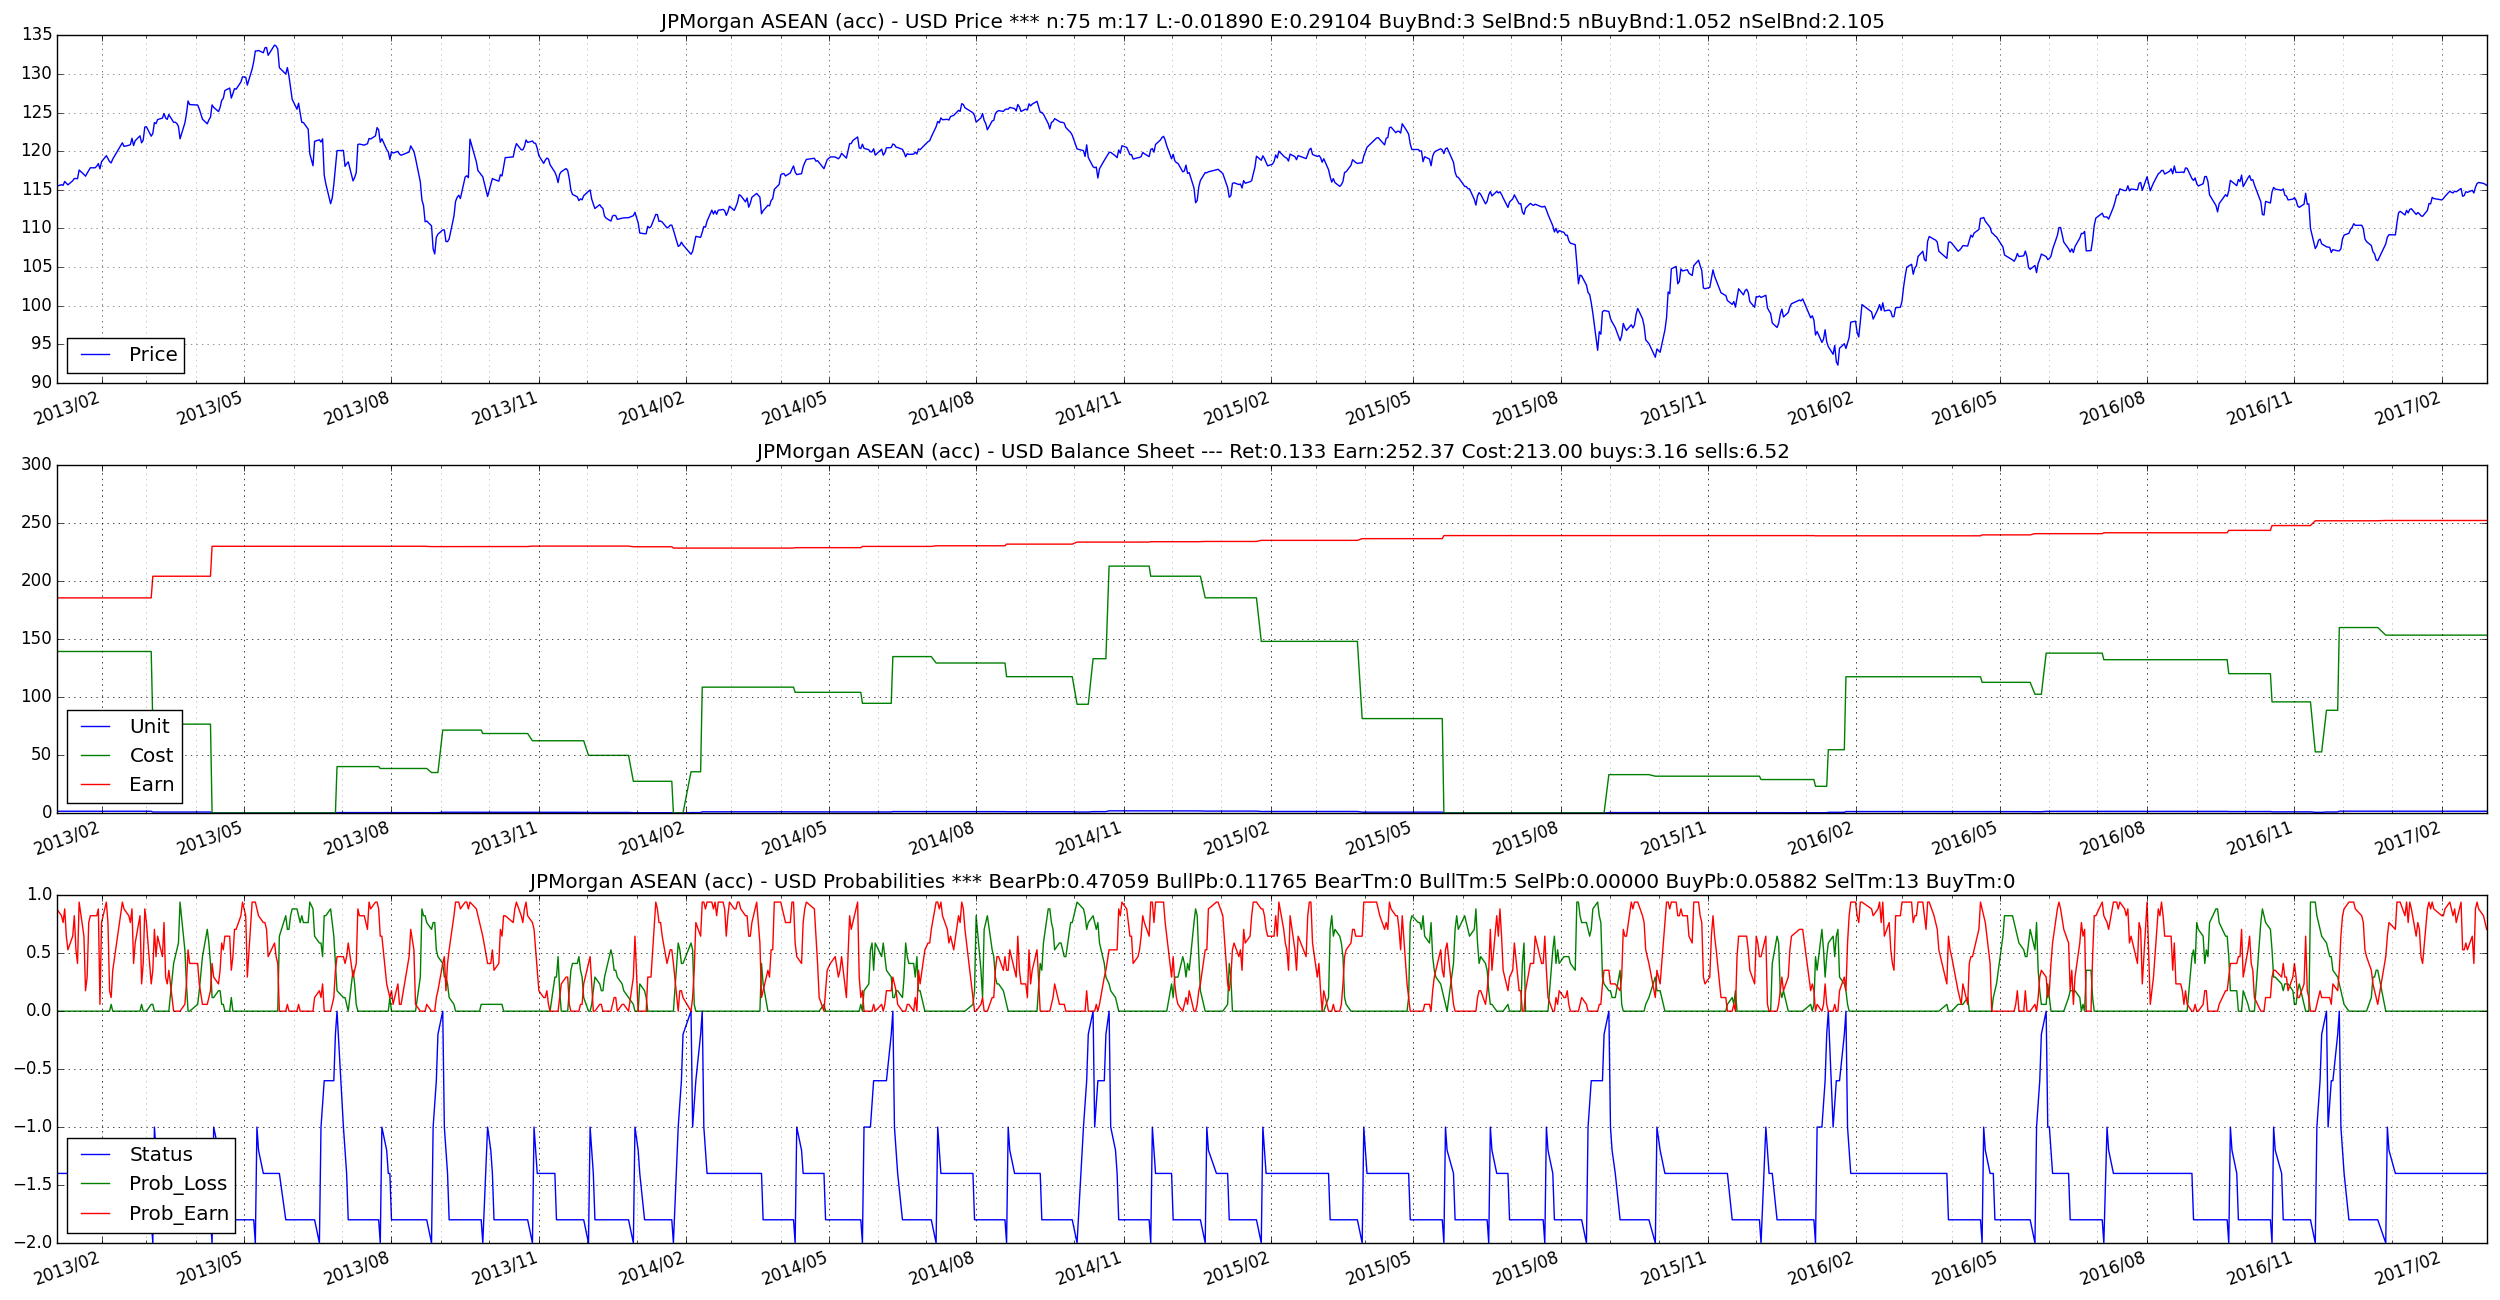 JPMorgan ASEAN (acc) - USD Price *** n:75 m:17 L:-0.01890 E:0.29104 BuyBnd:3 SelBnd:5 nBuyBnd:1.052 nSelBnd:2.105
135
130
125
120
115
110
105
100
95
90
Price
2013/02 2013/05 2013/08 2013/11 2014/02 2014/05 2014/08 2014/11 2015/02 2015/05 2015/08 2015/11 2016/02 2016/05 2016/08 2016/11 2017/02
JPMorgan ASEAN (acc) - USD Balance Sheet --- Ret:0.133 Earn:252.37 Cost:213.00 buys:3.16 sells:6.52
300
250
200
150
100
50
0
Unit
Cost
Earn
2013/02 2013/05 2013/08 2013/11 2014/02 2014/05 2014/08 2014/11 2015/02 2015/05 2015/08 2015/11 2016/02 2016/05 2016/08 2016/11 2017/02
JPMorgan ASEAN (acc) - USD Probabilities *** BearPb:0.47059 BullPb:0.11765 BearTm:0 BullTm:5 SelPb:0.00000 BuyPb:0.05882 SelTm:13 BuyTm:0
1.0
0.5
0.0
−0.5
−1.0
−1.5
−2.0
Status
Prob_Loss
Prob_Earn
2013/02 2013/05 2013/08 2013/11 2014/02 2014/05 2014/08 2014/11 2015/02 2015/05 2015/08 2015/11 2016/02 2016/05 2016/08 2016/11 2017/02